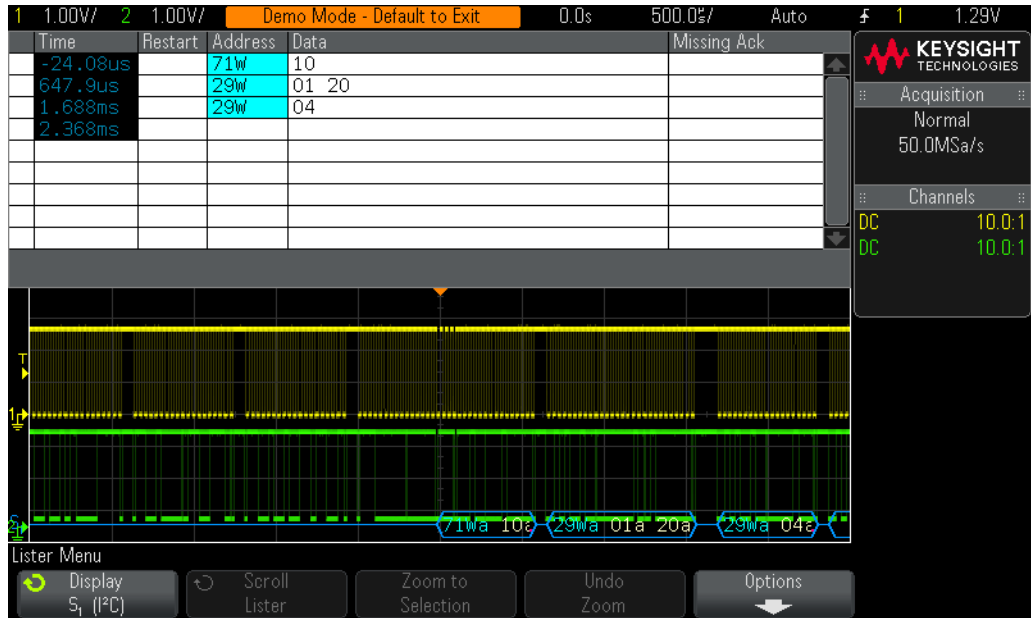 1 1.00V/ 2 1.00V/ Demo Mode - Default to Exit 0.0s 500.0s/ Auto 1 1.29V
Time Restart Address Data Missing Ack
-24.08us 71W 10
647.9us 29W 01 20
1.688ms 29W 04
2.368ms
KEYSIGHT
TECHNOLOGIES
Acquisition
Normal
50.0MSa/s
Channels
DC 10.0:1
DC 10.0:1
T
1
2
71Wa 10a 29Wa 01a 20a 29Wa 04a
Lister Menu
Display
S₁ (I²C)
Scroll
Lister
Zoom to
Selection
Undo
Zoom
Options